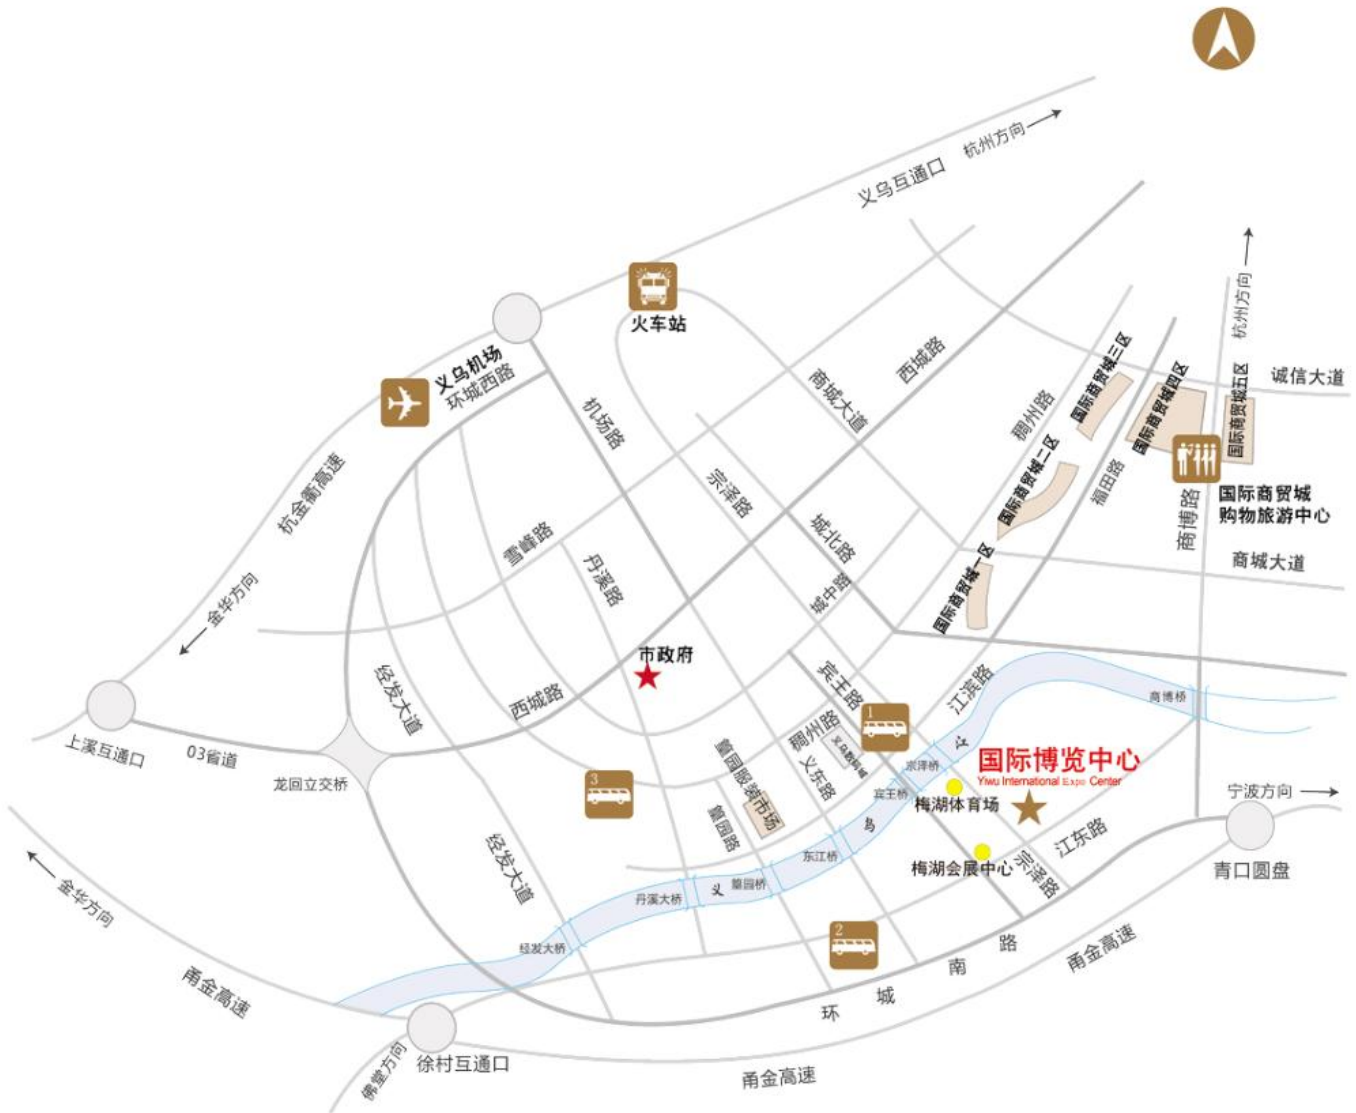 杭州方向
义乌互通口
杭州方向
火车站
义乌机场
环城西路
机场路
商城大道
西城路
稠州路
国际商贸城三区
国际商贸城四区
国际商贸城五区
诚信大道
国际商贸城二区
福田路
商博路
国际商贸城
购物旅游中心
杭金衢高速
宗泽路
雪峰路
丹溪路
城北路
城中路
国际商贸城一区
商城大道
金华方向
市政府
经发大道
西城路
宾王路
江滨路
商博桥
上溪互通口
03省道
龙回立交桥
稠州路
1
义乌数码城
义东路
篁园服装市场
宗泽桥
江
国际博览中心
Yiwu International Expo Center
3
宾王桥
梅湖体育场
宁波方向
篁园路
乌
江东路
东江桥
梅湖会展中心
宗泽路
青口圆盘
经发大道
金华方向
丹溪大桥
义
篁园桥
经发大桥
2
环城南路
甬金高速
甬金高速
佛堂方向
徐村互通口
甬金高速